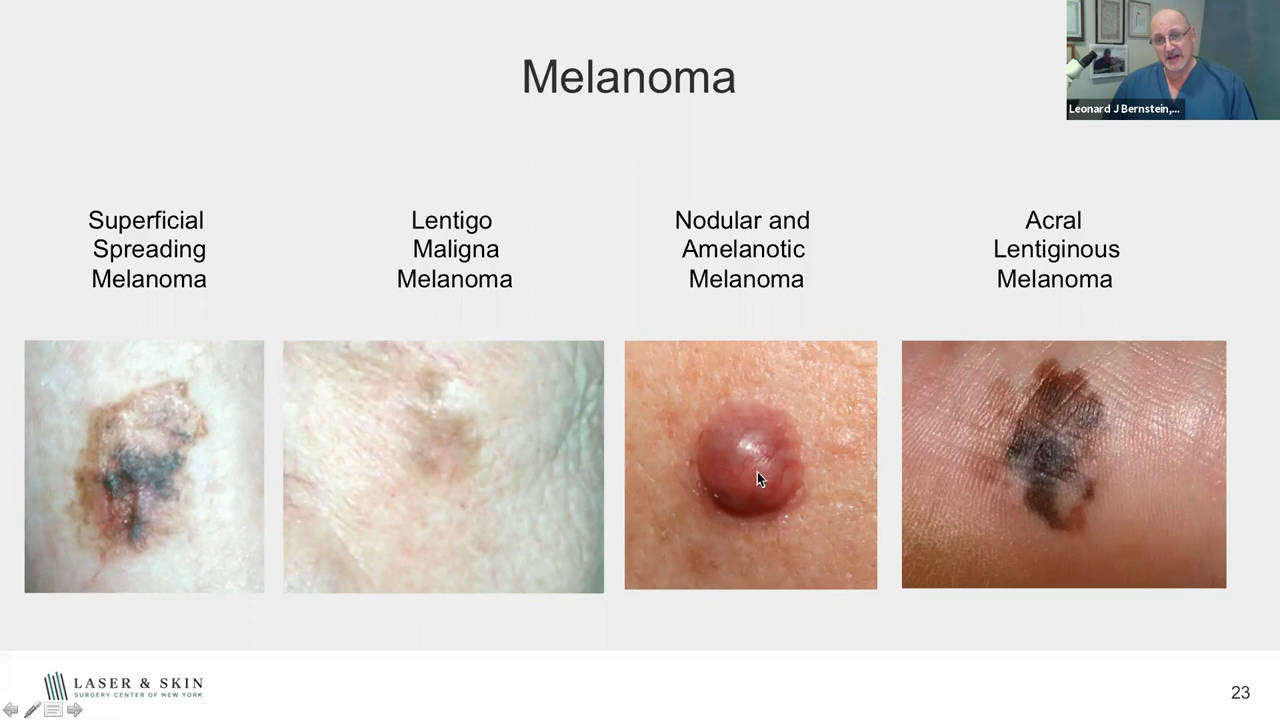 Melanoma
Leonard J Bernstein,...
Superficial
Spreading
Melanoma
Lentigo
Maligna
Melanoma
Nodular and
Amelanotic
Melanoma
Acral
Lentiginous
Melanoma
LASER & SKIN
SURGERY CENTER OF NEW YORK
23